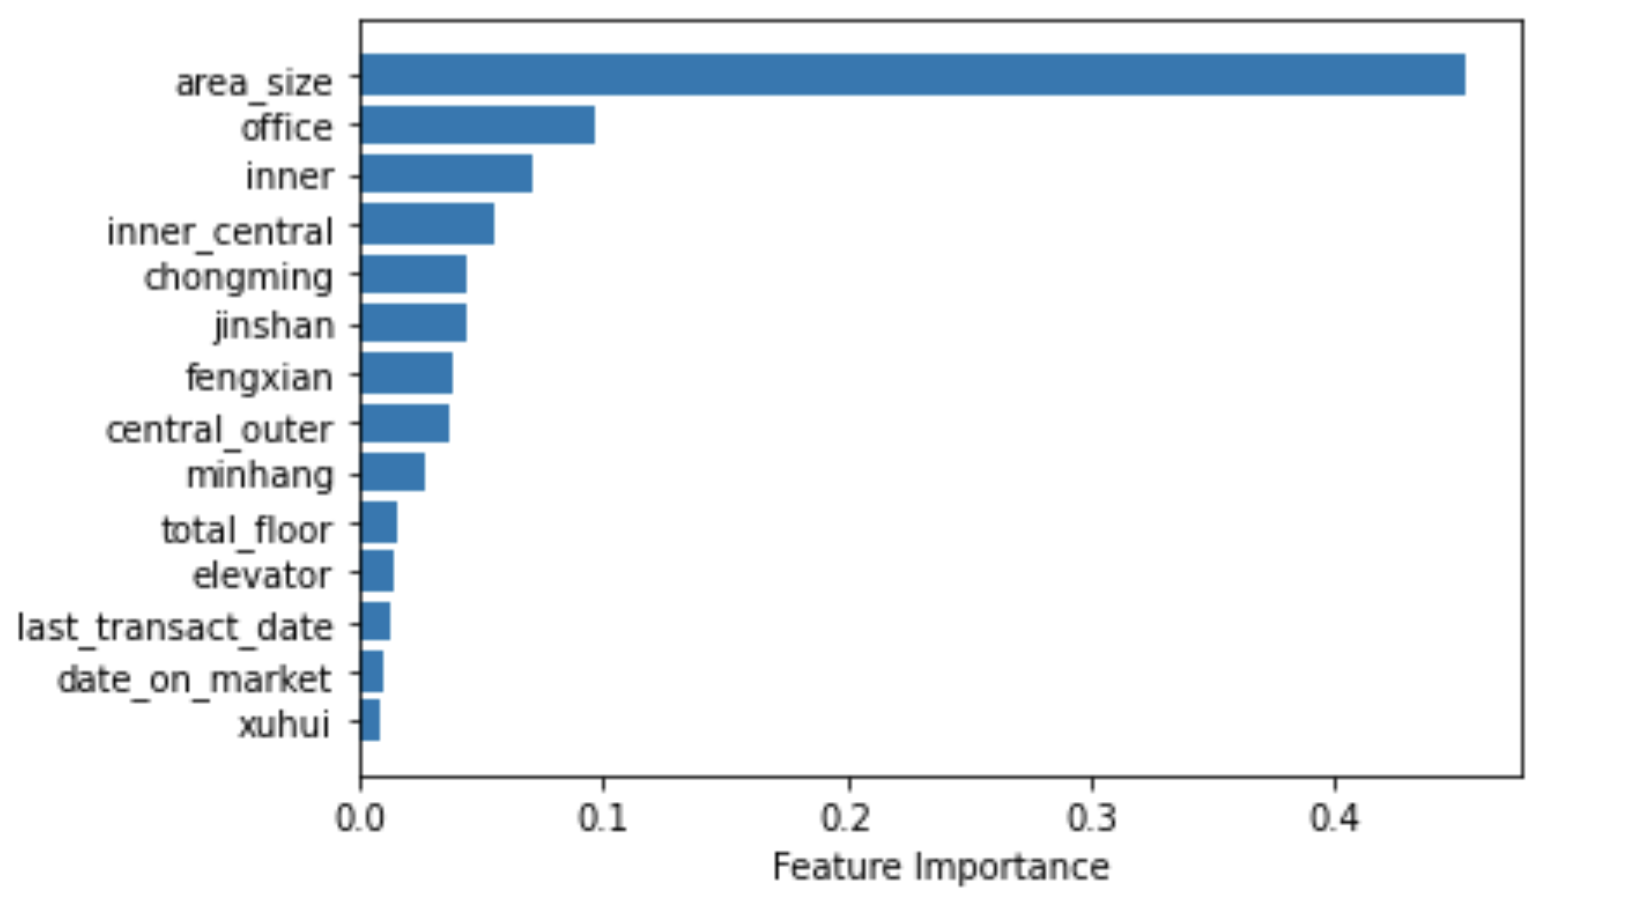 area_size
office
inner
inner_central
chongming
jinshan
fengxian
central_outer
minhang
total_floor
elevator
last_transact_date
date_on_market
xuhui
0.0 0.1 0.2 0.3 0.4
Feature Importance